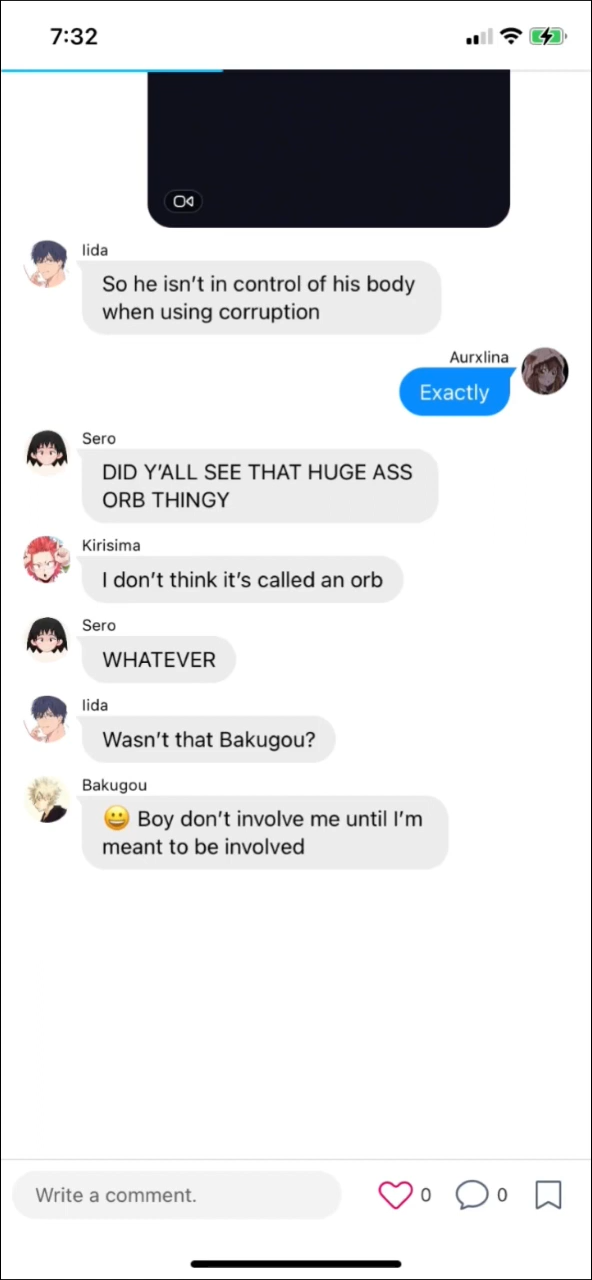 7:32
Iida
So he isn’t in control of his body
when using corruption
Aurxlina
Exactly
Sero
DID Y’ALL SEE THAT HUGE ASS
ORB THINGY
Kirisima
I don’t think it’s called an orb
Sero
WHATEVER
Iida
Wasn’t that Bakugou?
Bakugou
😀 Boy don’t involve me until I’m
meant to be involved
Write a comment.
0
0